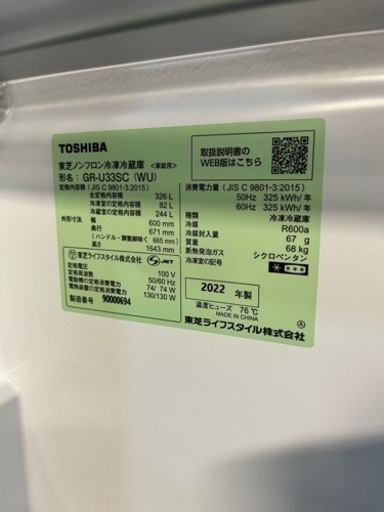 TOSHIBA
東芝ノンフロン冷凍冷蔵庫 <家庭用>
形名： GR-U33SC (WU)
定格内容積 (JIS C 9801-3:2015)
全定格内容積 326 L
冷凍室の定格内容積 82 L
冷蔵室の定格内容積 244 L
外形寸法 幅 600 mm
奥行 671 mm
(ハンドル・調整脚除く 665 mm)
高さ 1643 mm
東芝ライフスタイル株式会社 S-JET
定格電圧 100 V
定格周波数 50/60 Hz
電動機の定格消費電力 74/ 74 W
電熱装置の定格消費電力 130/130 W
製造番号 90000694
取扱説明書の
WEB版はこちら
消費電力量 (JIS C 9801-3:2015)
50Hz 325 kWh/年
60Hz 325 kWh/年
種類 冷凍冷蔵庫
冷媒 R600a
冷媒封入量 67 g
質量 68 kg
断熱発泡ガス シクロペンタン
冷凍室の記号
2022 年製
温度ヒューズ 76℃
MADE IN CHINA
東芝ライフスタイル株式会社